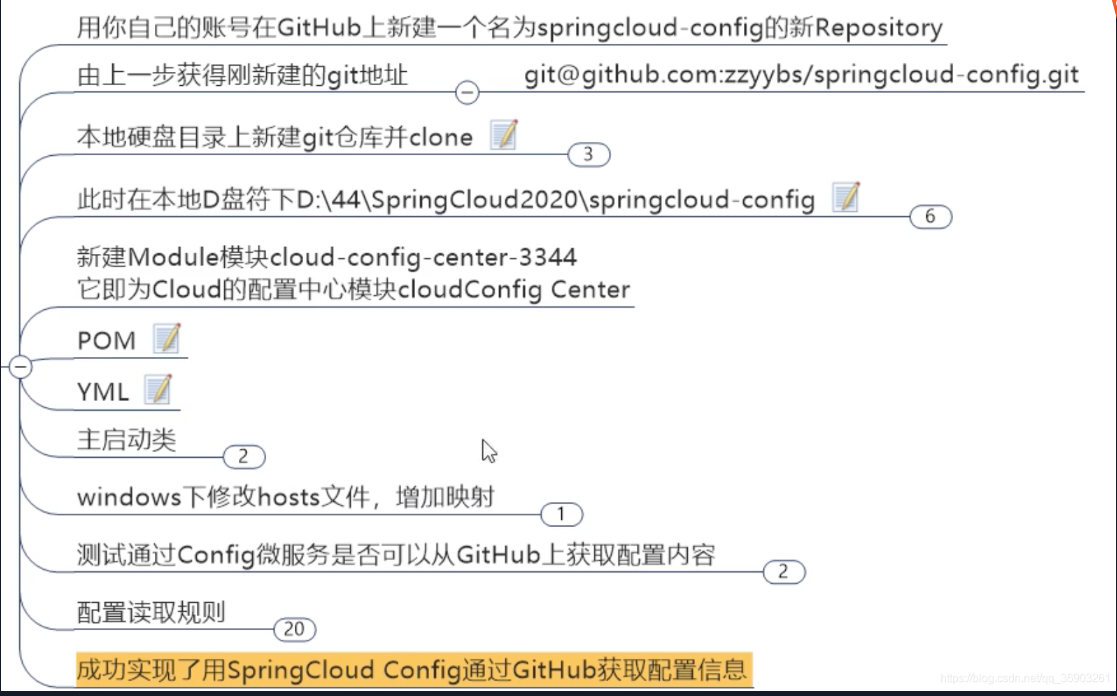 用你自己的账号在GitHub上新建一个名为springcloud-config的新Repository
由上一步获得刚新建的git地址
git@github.com:zzyybs/springcloud-config.git
本地硬盘目录上新建git仓库并clone
3
此时在本地D盘符下D:\44\SpringCloud2020\springcloud-config
6
新建Module模块cloud-config-center-3344
它即为Cloud的配置中心模块cloudConfig Center
POM
YML
主启动类
2
windows下修改hosts文件，增加映射
1
测试通过Config微服务是否可以从GitHub上获取配置内容
2
配置读取规则
20
成功实现了用SpringCloud Config通过GitHub获取配置信息
https://blog.csdn.net/qq_36903261